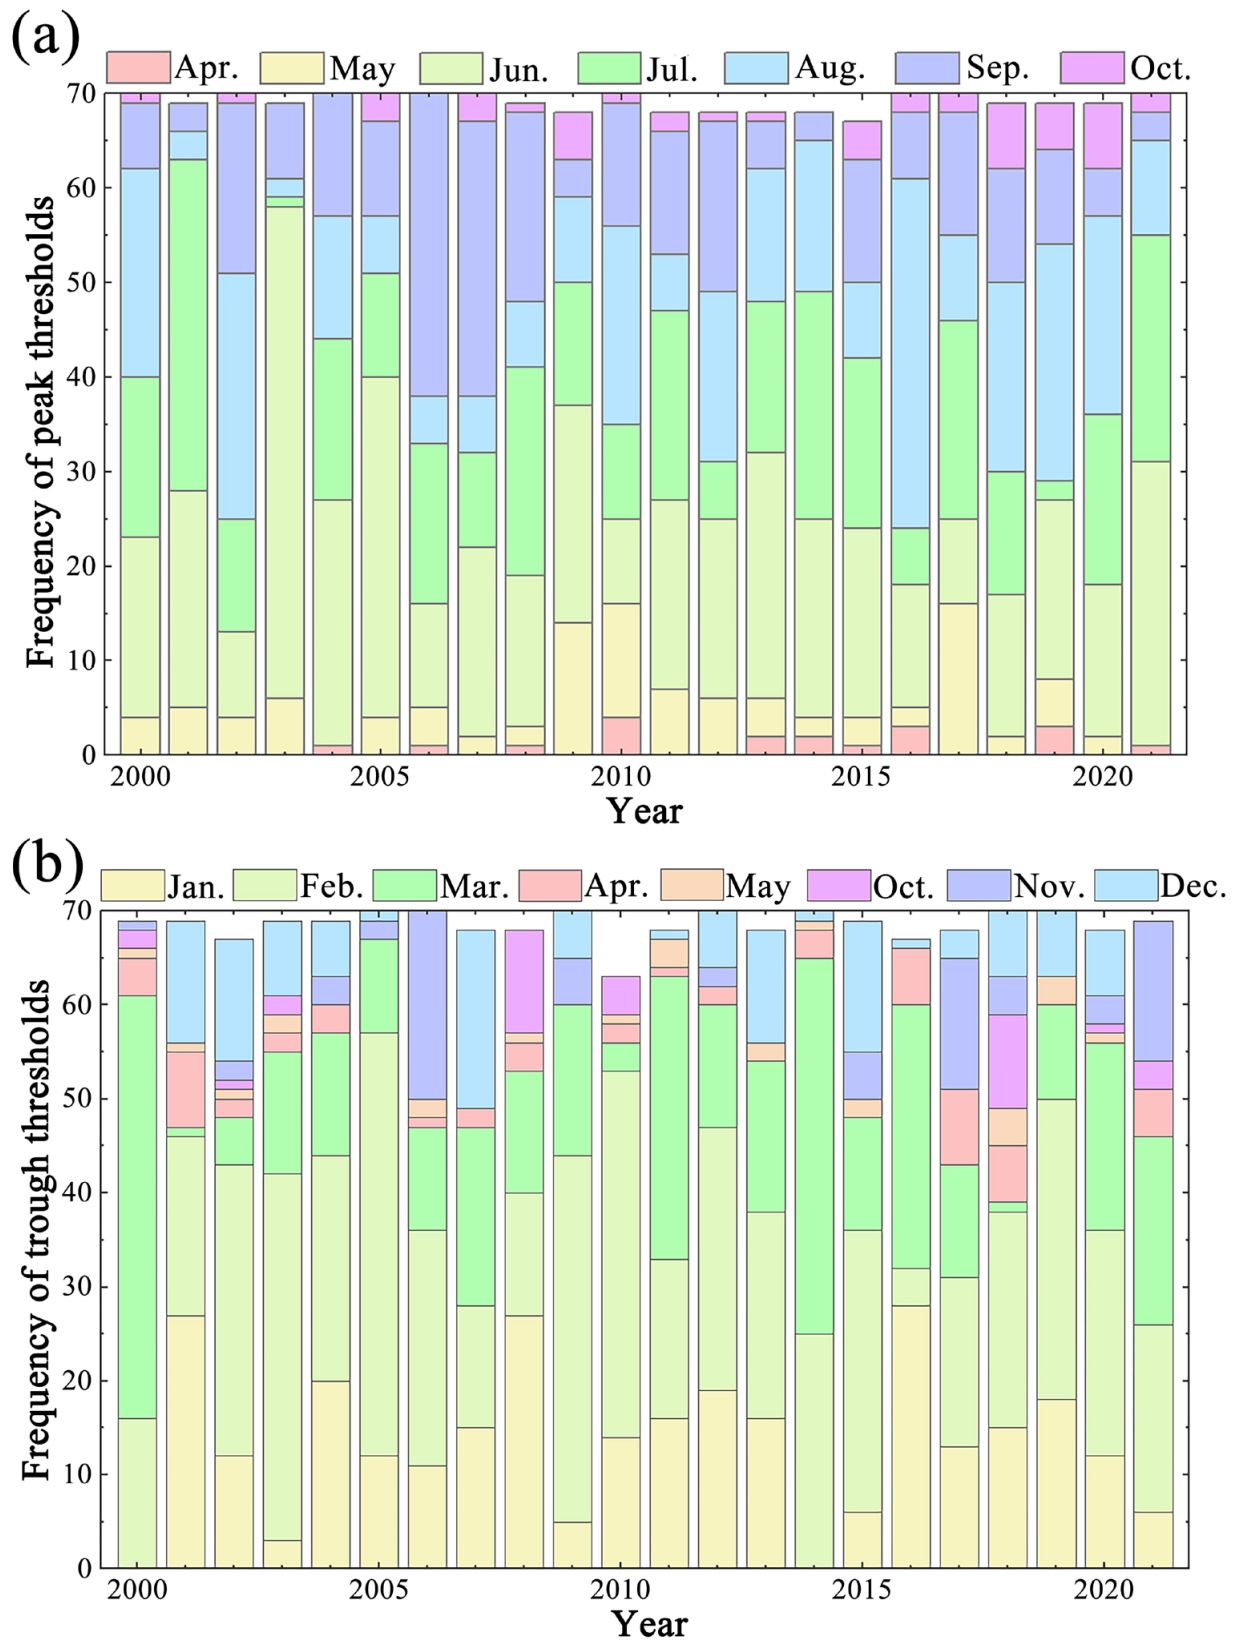 (a)
Apr. May Jun. Jul. Aug. Sep. Oct.
70
60
50
40
30
20
10
0
Frequency of peak thresholds
2000 2005 2010 2015 2020
Year
(b)
Jan. Feb. Mar. Apr. May Oct. Nov. Dec.
70
60
50
40
30
20
10
0
Frequency of trough thresholds
2000 2005 2010 2015 2020
Year